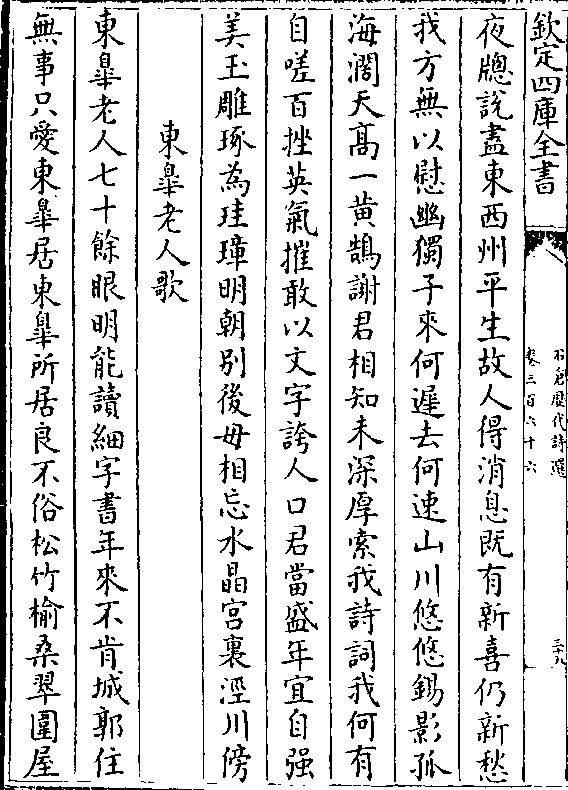 欽定四庫全書
石倉歷代詩選
卷三百六十六
三十九
夜牕說盡東西州平生故人得消息既有新喜仍新愁
我方無以慰幽獨子來何遲去何速山川悠悠錫影孤
海濶天髙一黄鵠謝君相知未深厚索我詩詞我何有
自嗟百挫英氣摧敢以文字誇人口君當盛年宜自强
美玉雕琢為珪璋明朝别後毋相忘水晶宫裏涇川傍
東臯老人歌
東臯老人七十餘眼明能讀細字書年來不肯城郭住
無事只愛東臯居東臯所居良不俗松竹榆桑翠圍屋